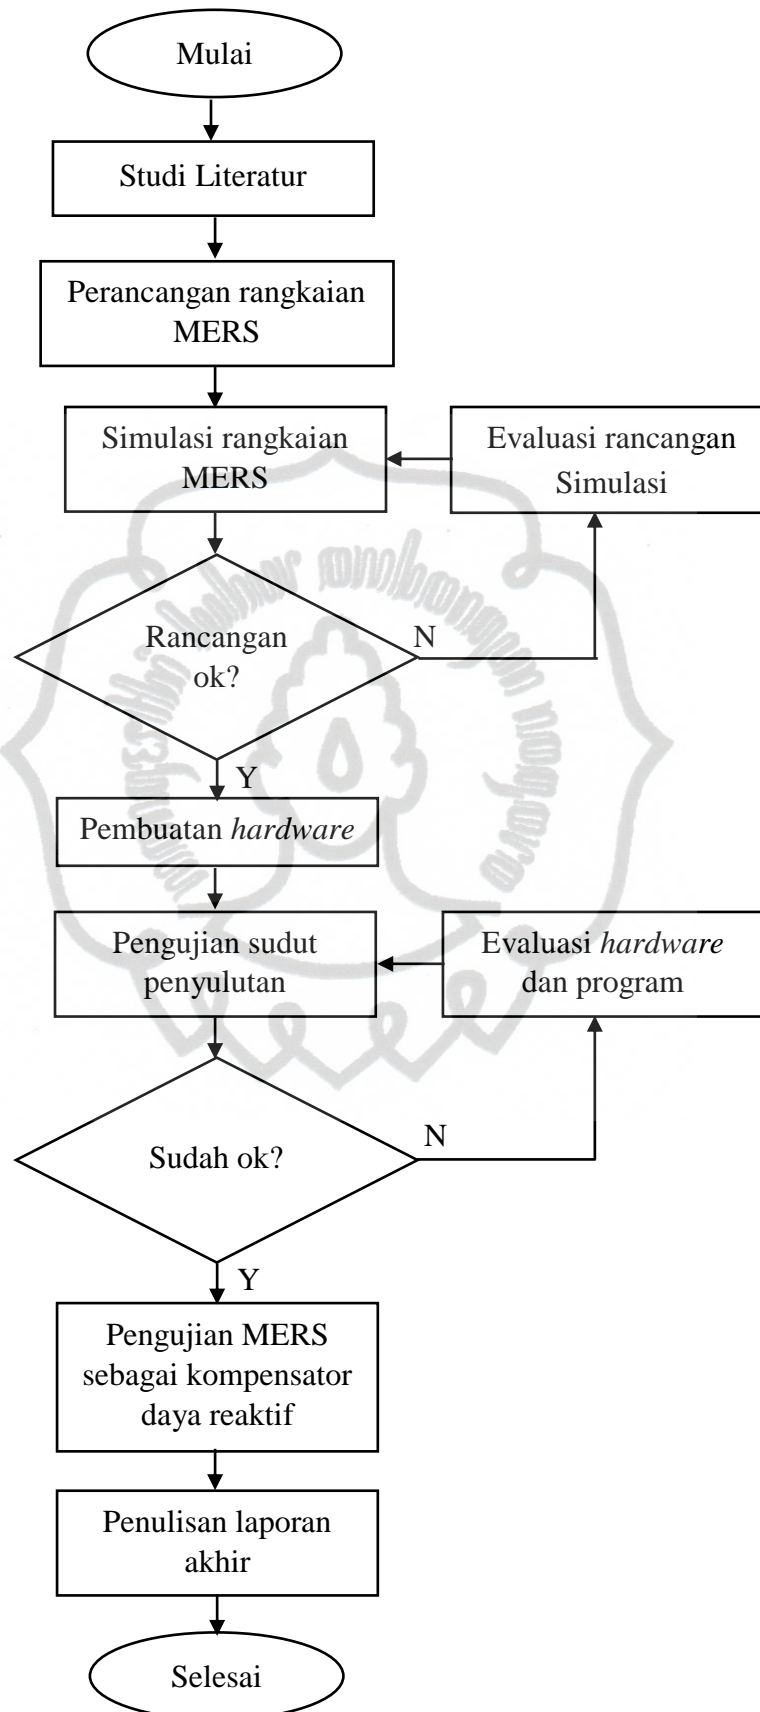 Mulai
Studi Literatur
Perancangan rangkaian
MERS
Simulasi rangkaian
MERS
Evaluasi rancangan
Simulasi
Rancangan
ok?
N
Y
Pembuatan hardware
Pengujian sudut
penyulutan
Evaluasi hardware
dan program
Sudah ok?
N
Y
Pengujian MERS
sebagai kompensator
daya reaktif
Penulisan laporan
akhir
Selesai